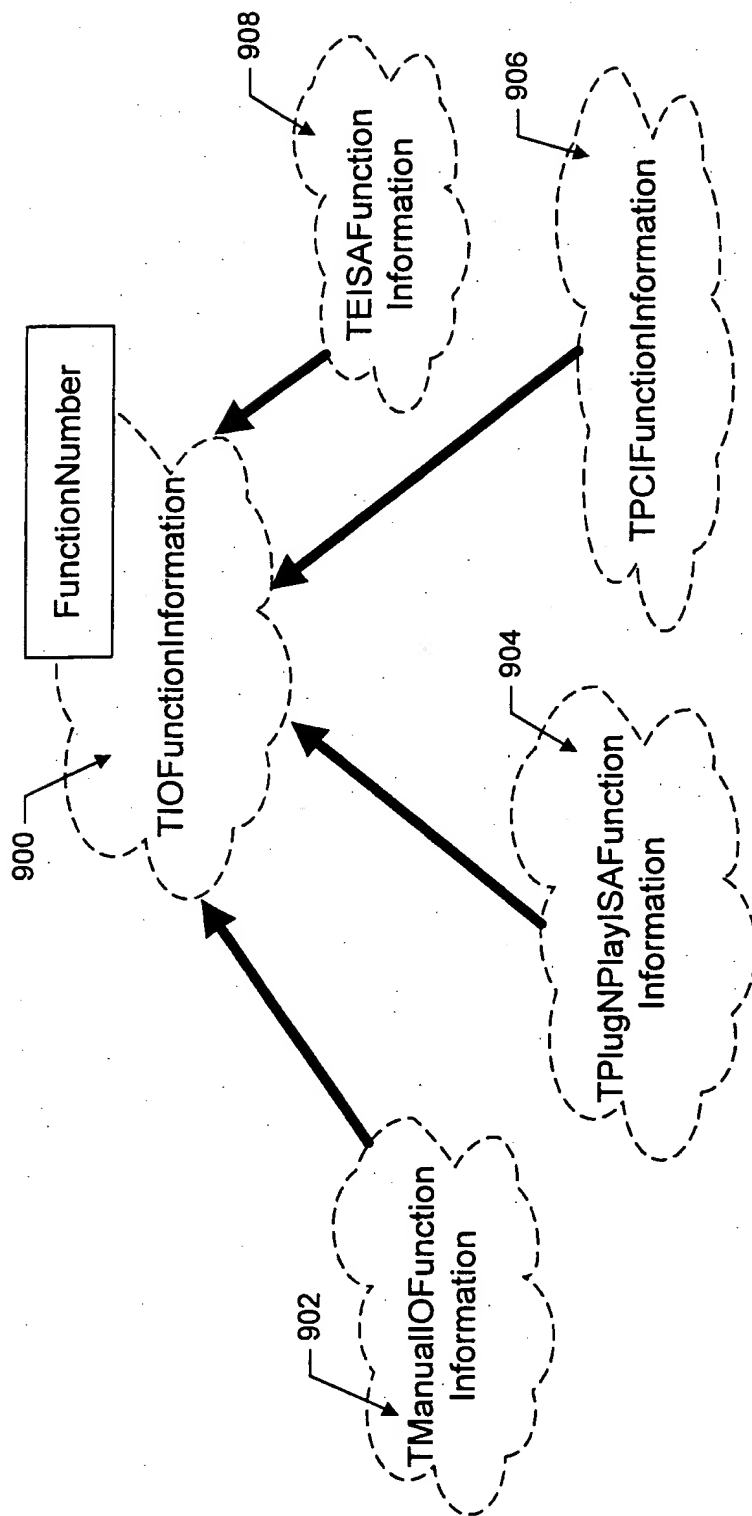 FunctionNumber
900
TIOFunctionInformation
902
TManualIOFunction
Information
904
TPlugNPlayISAFunction
Information
906
TPCIFunctionInformation
908
TEISAFunction
Information